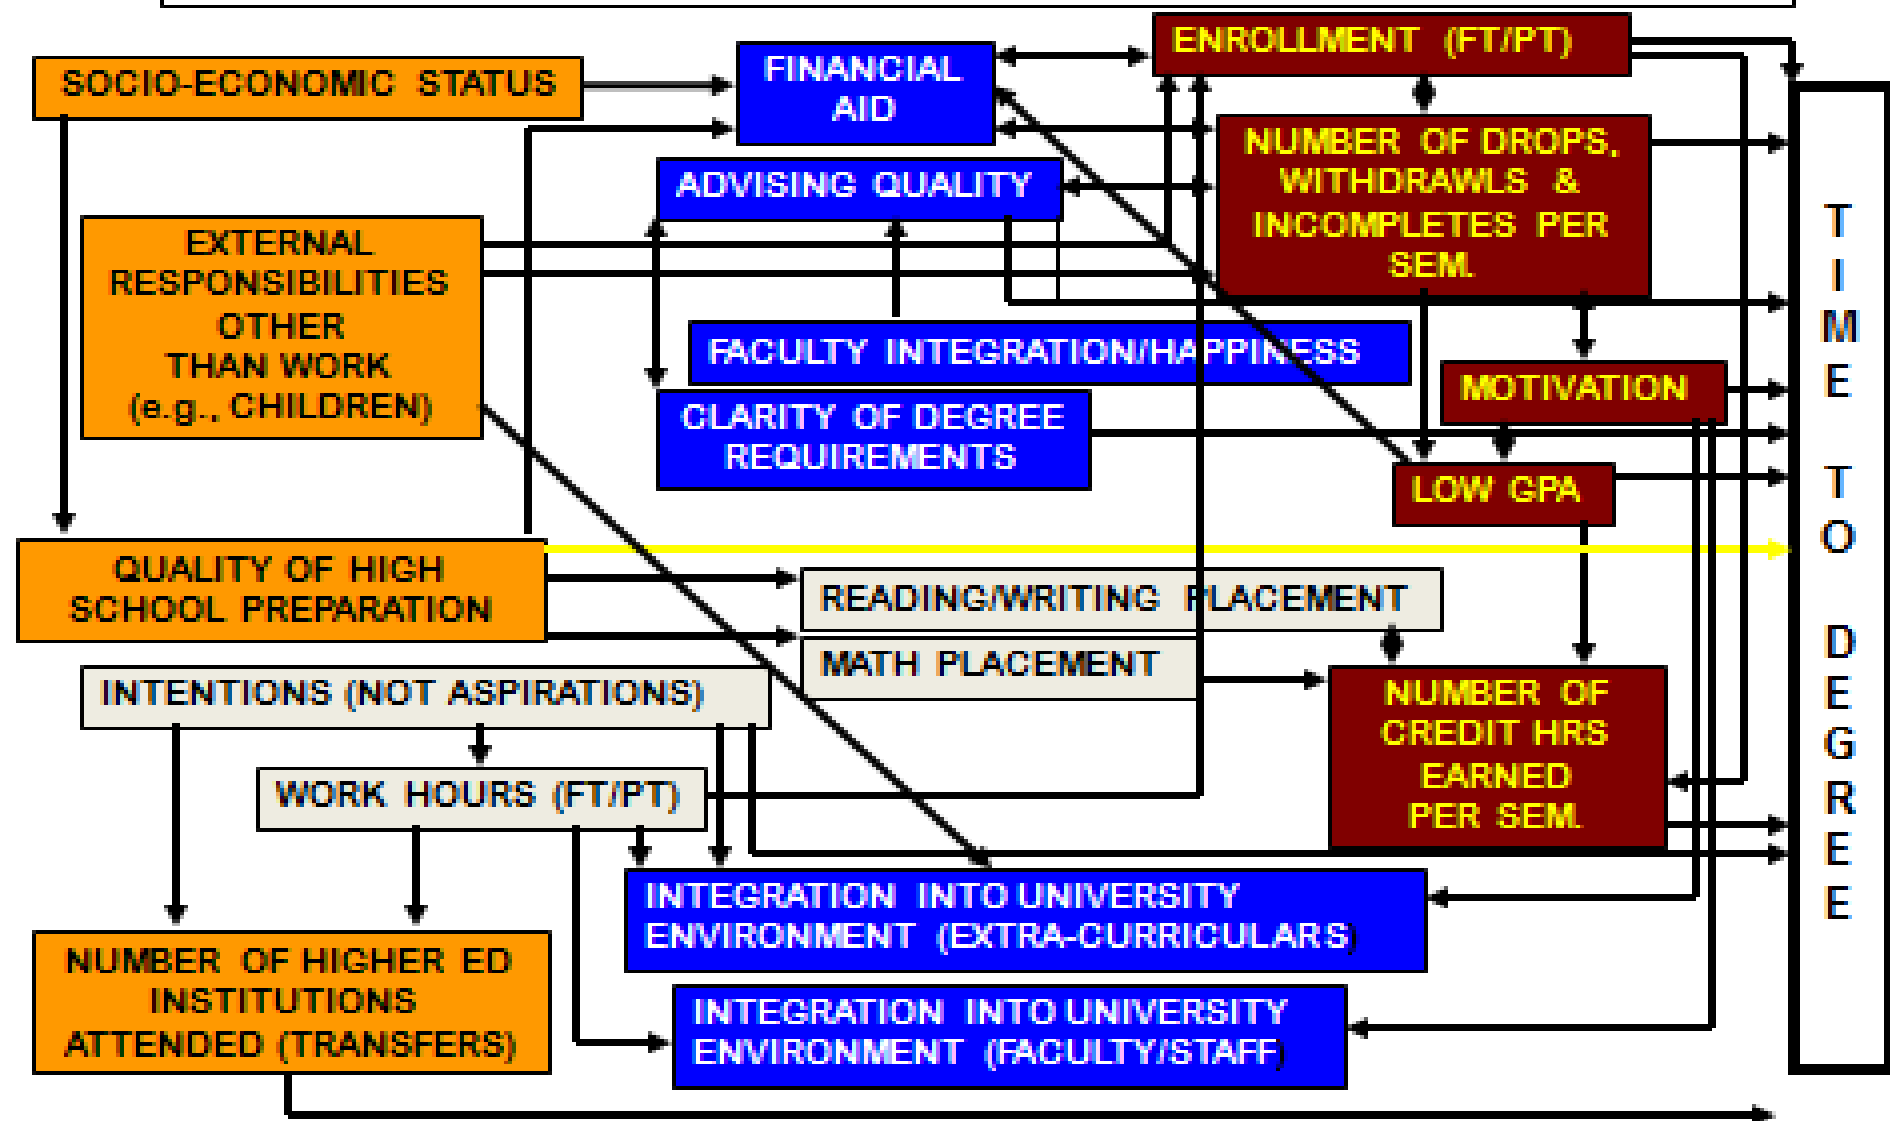 SOCIO-ECONOMIC STATUS
FINANCIAL
AID
ENROLLMENT (FT/PT)
NUMBER OF DROPS,
WITHDRAWLS &
INCOMPLETES PER
SEM.
ADVISING QUALITY
EXTERNAL
RESPONSIBILITIES
OTHER
THAN WORK
(e.g., CHILDREN)
FACULTY INTEGRATION/HAPPINESS
MOTIVATION
CLARITY OF DEGREE
REQUIREMENTS
LOW GPA
QUALITY OF HIGH
SCHOOL PREPARATION
READING/WRITING PLACEMENT
MATH PLACEMENT
INTENTIONS (NOT ASPIRATIONS)
NUMBER OF
CREDIT HRS
EARNED
PER SEM.
WORK HOURS (FT/PT)
INTEGRATION INTO UNIVERSITY
ENVIRONMENT (EXTRA-CURRICULARS)
NUMBER OF HIGHER ED
INSTITUTIONS
ATTENDED (TRANSFERS)
INTEGRATION INTO UNIVERSITY
ENVIRONMENT (FACULTY/STAFF)
TIME TO DEGREE